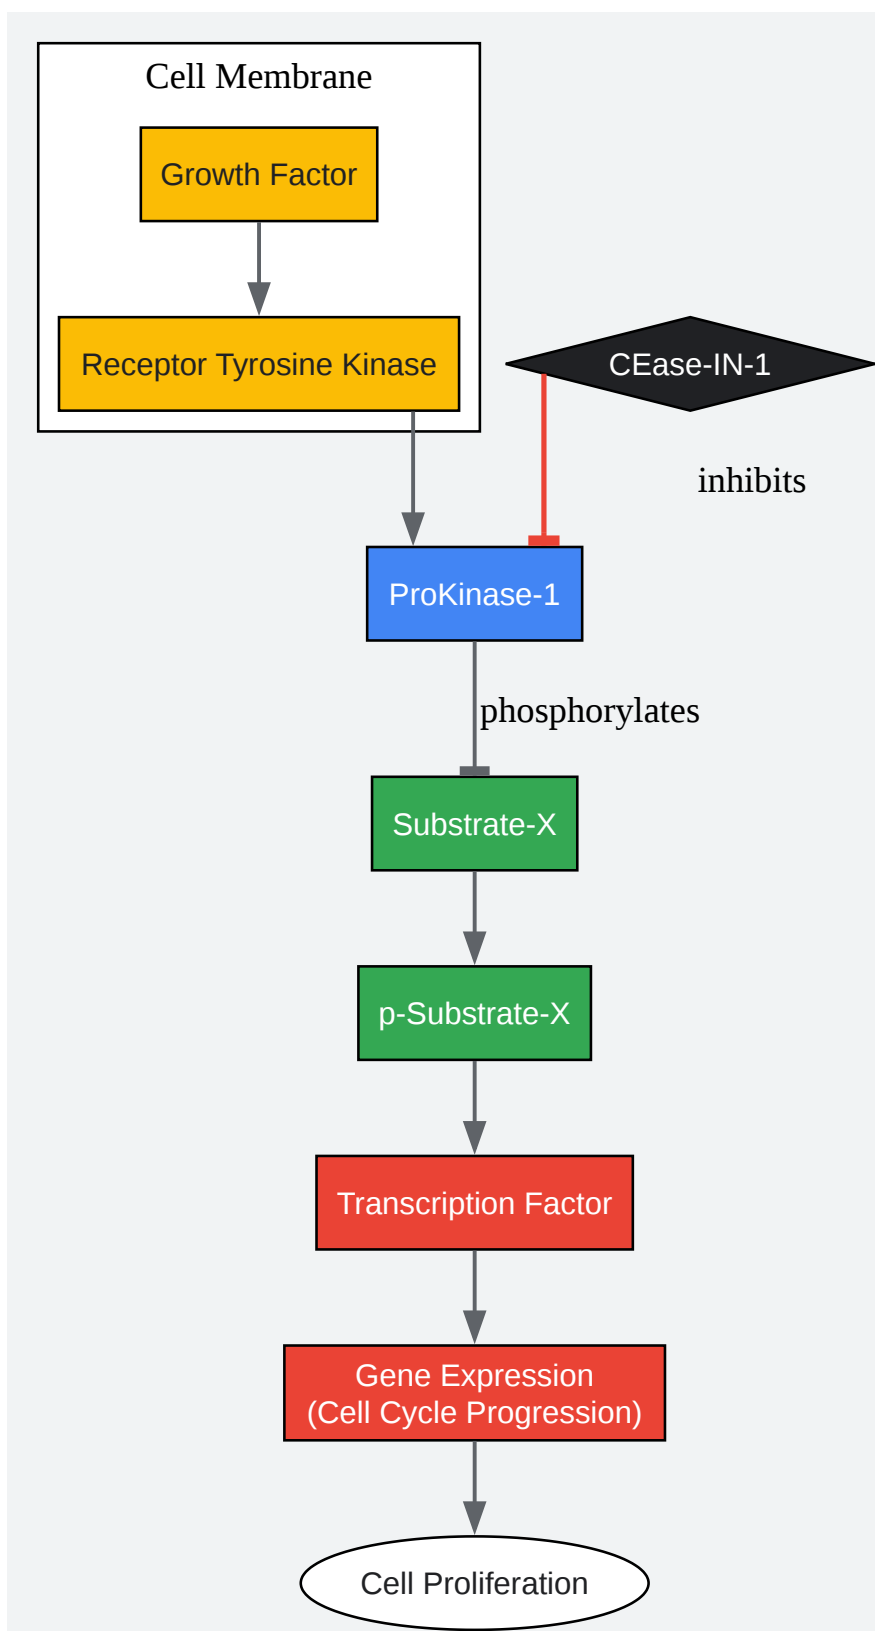 Cell Membrane
Growth Factor
Receptor Tyrosine Kinase
CEase-IN-1
inhibits
ProKinase-1
phosphorylates
Substrate-X
p-Substrate-X
Transcription Factor
Gene Expression
(Cell Cycle Progression)
Cell Proliferation